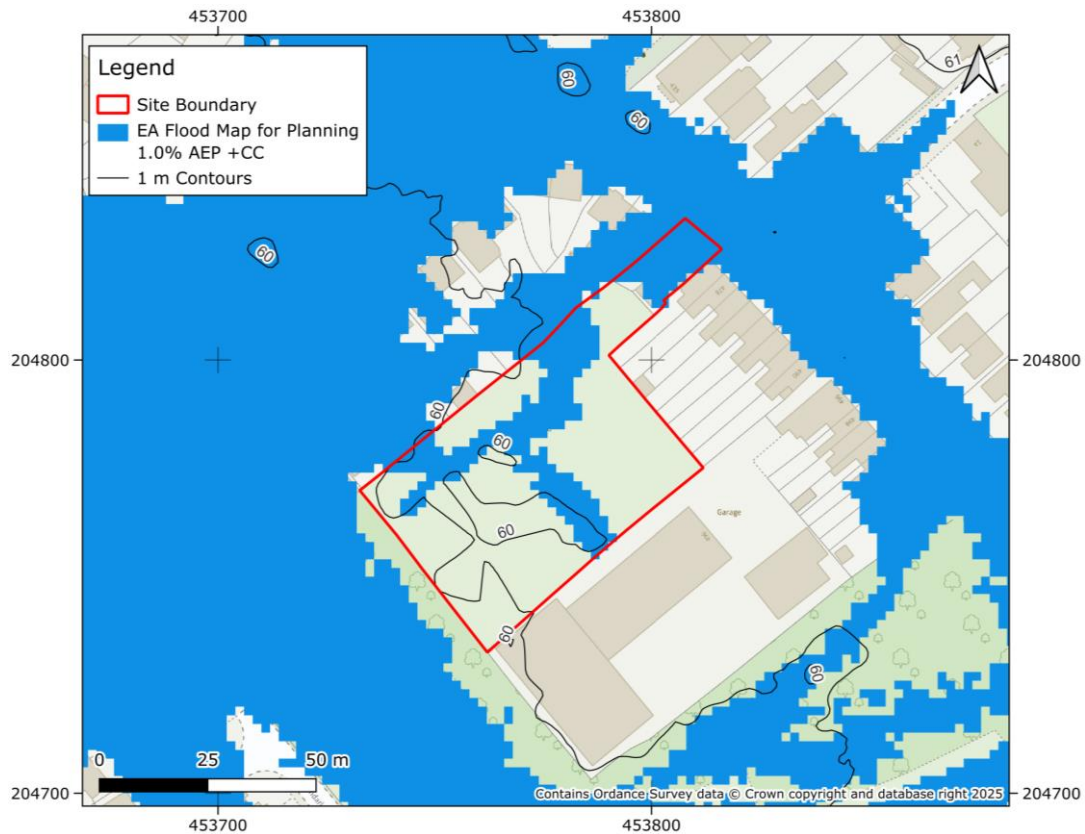 453700
453800
Legend
Site Boundary
EA Flood Map for Planning
1.0% AEP +CC
1 m Contours
60
60
61
60
204800
204800
60
60
60
Garage
60
60
0
25
50 m
204700
204700
Contains Ordance Survey data © Crown copyright and database right 2025
453700
453800